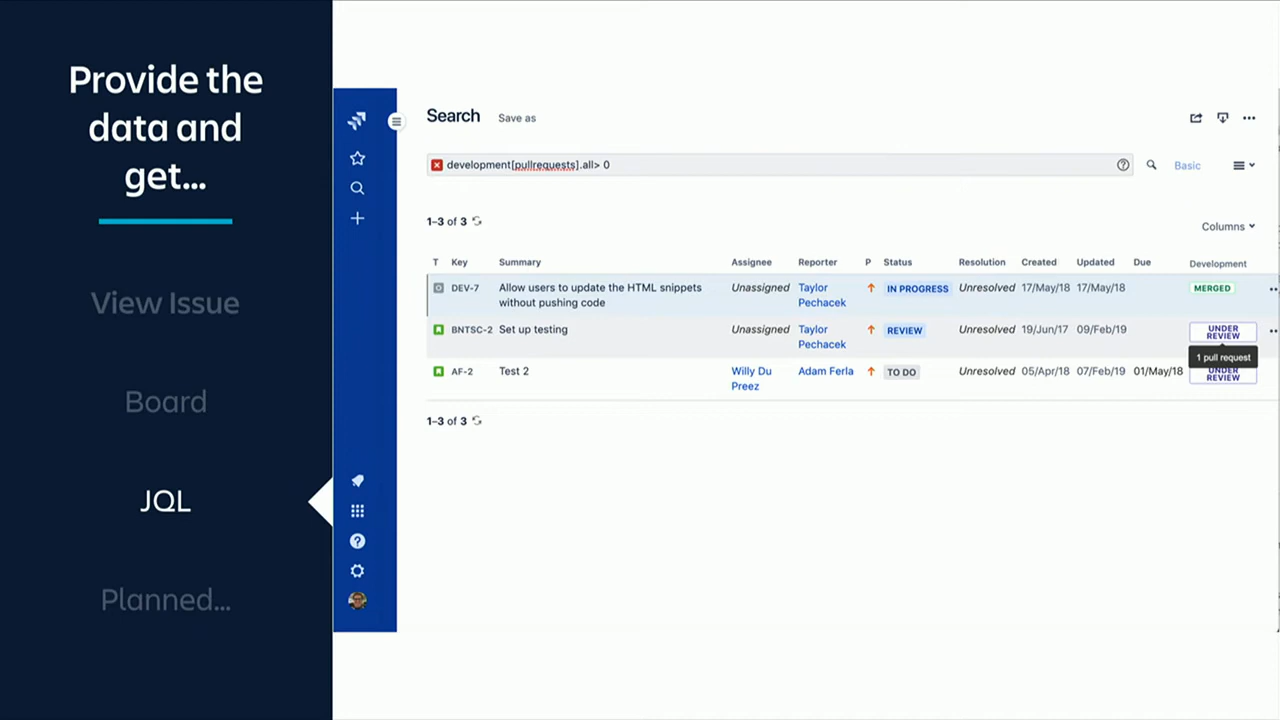 Provide the
data and
get...
View Issue
Board
JQL
Planned...
Search Save as
development[pullrequests].all> 0
Basic
1–3 of 3
Columns
T Key Summary Assignee Reporter P Status Resolution Created Updated Due Development
DEV-7 Allow users to update the HTML snippets Unassigned Taylor IN PROGRESS Unresolved 17/May/18 17/May/18 MERGED
without pushing code Pechacek
BNTSC-2 Set up testing Unassigned Taylor REVIEW Unresolved 19/Jun/17 09/Feb/19 UNDER
Pechacek REVIEW
1 pull request
AF-2 Test 2 Willy Du Adam Ferla TO DO Unresolved 05/Apr/18 07/Feb/19 01/May/18 UNDER
Preez REVIEW
1–3 of 3